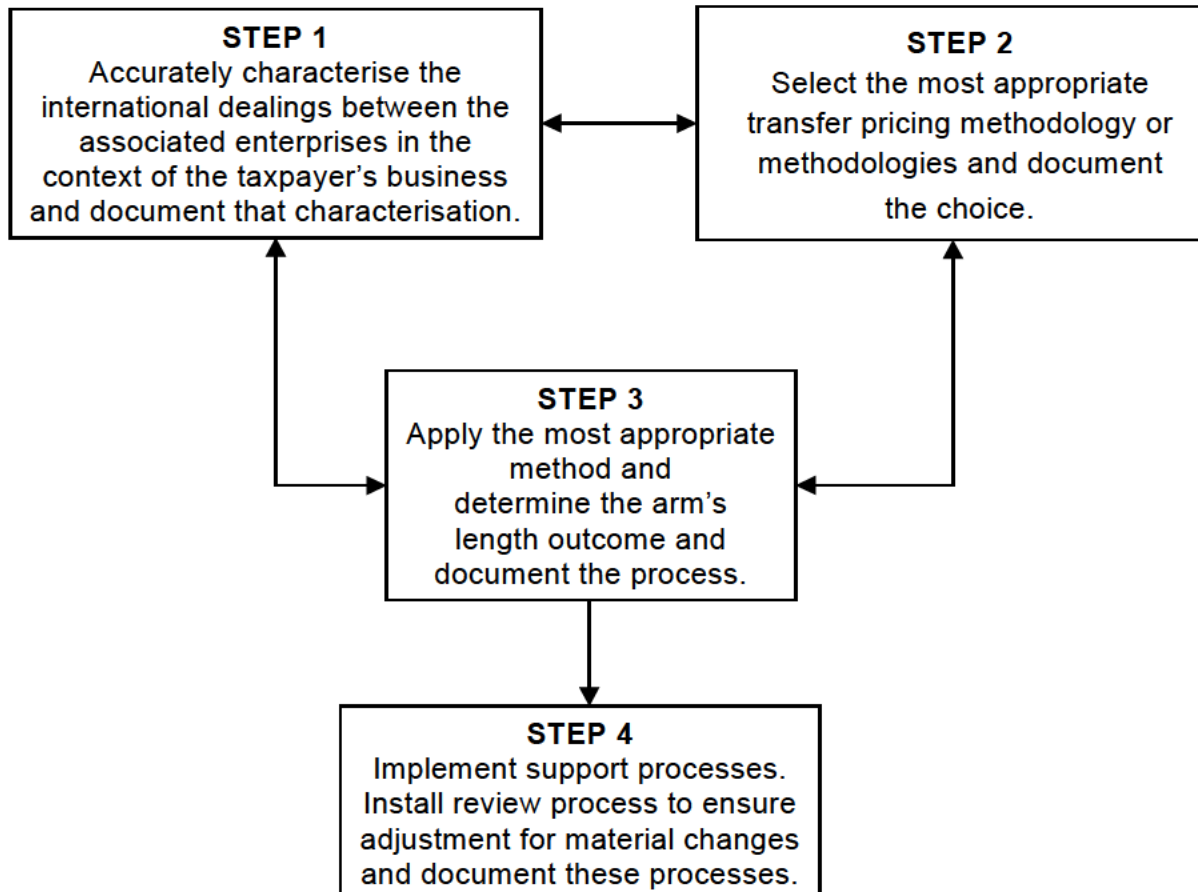 STEP 1
Accurately characterise the
international dealings between the
associated enterprises in the
context of the taxpayer's business
and document that characterisation.
STEP 2
Select the most appropriate
transfer pricing methodology or
methodologies and document
the choice.
STEP 3
Apply the most appropriate
method and
determine the arm's
length outcome and
document the process.
STEP 4
Implement support processes.
Install review process to ensure
adjustment for material changes
and document these processes.